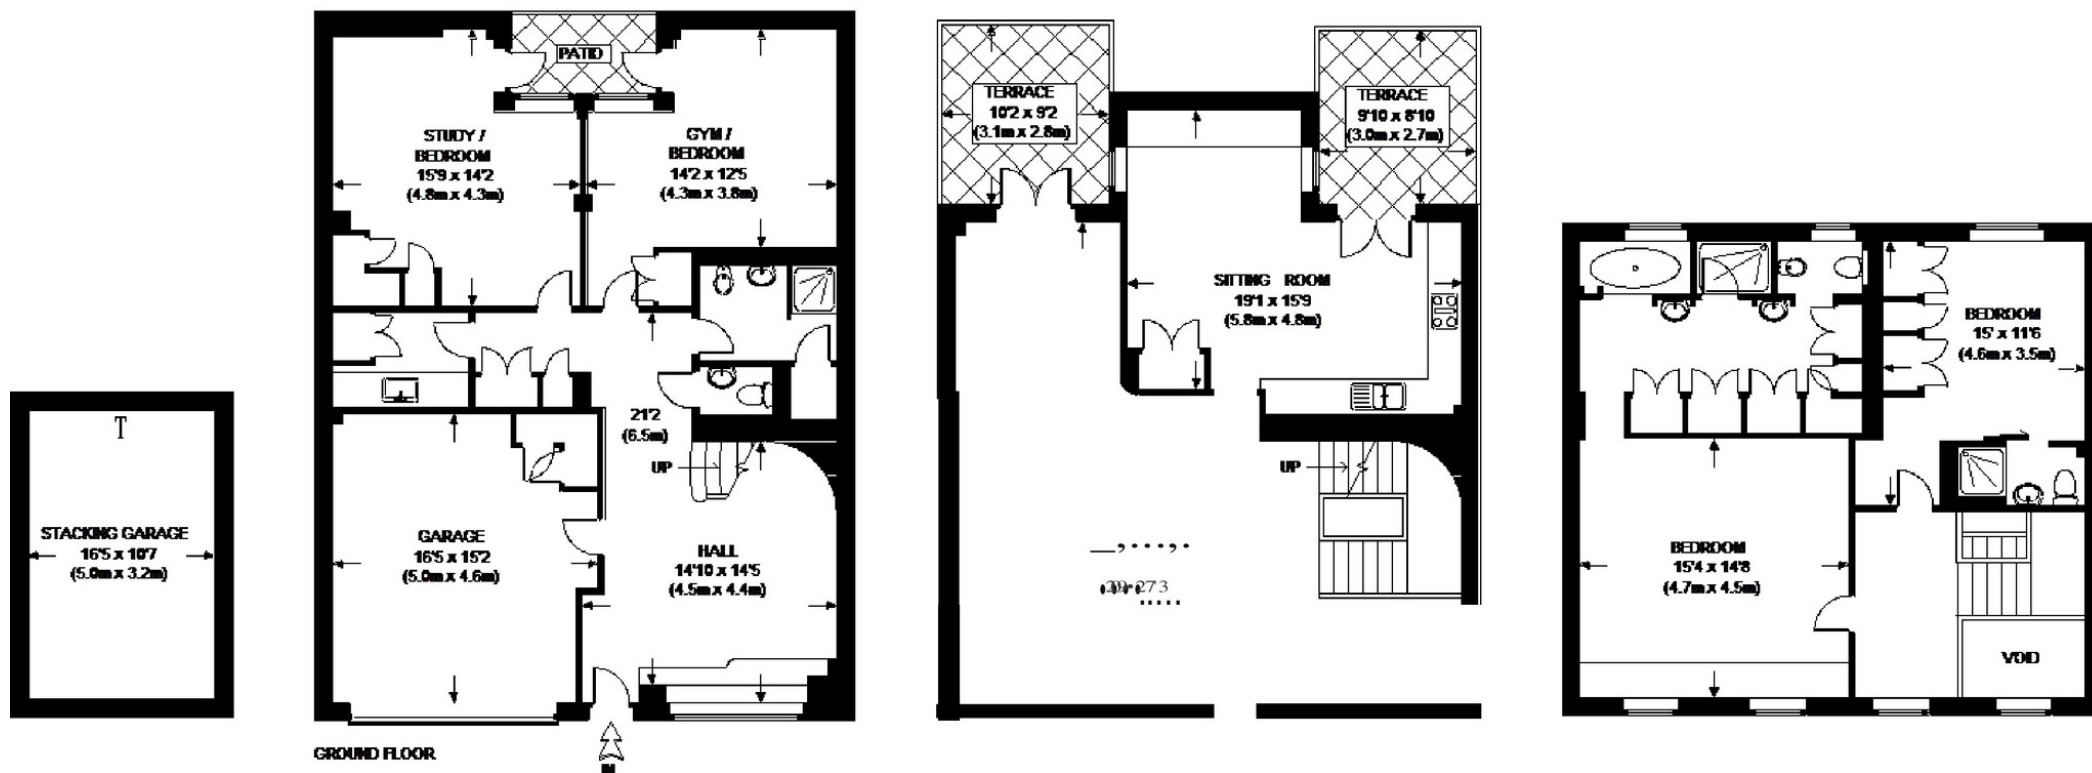 T
STACKING GARAGE
16'5 x 10'7
(5.0m x 3.2m)
PATIO
STUDY /
BEDROOM
15'9 x 14'2
(4.8m x 4.3m)
GYM /
BEDROOM
14'2 x 12'5
(4.3m x 3.8m)
21'2
(6.5m)
UP
GARAGE
16'5 x 15'2
(5.0m x 4.6m)
HALL
14'10 x 14'5
(4.5m x 4.4m)
GROUND FLOOR
IN
TERRACE
10'2 x 9'2
(3.1m x 2.8m)
TERRACE
9'10 x 8'10
(3.0m x 2.7m)
SITTING ROOM
19'1 x 15'9
(5.8m x 4.8m)
UP
BEDROOM
15' x 11'6
(4.6m x 3.5m)
BEDROOM
15'4 x 14'8
(4.7m x 4.5m)
VOID